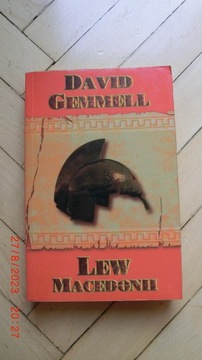 DAVID
GEMMELL
LEW
MACEDONII
27/8/2023 20:27